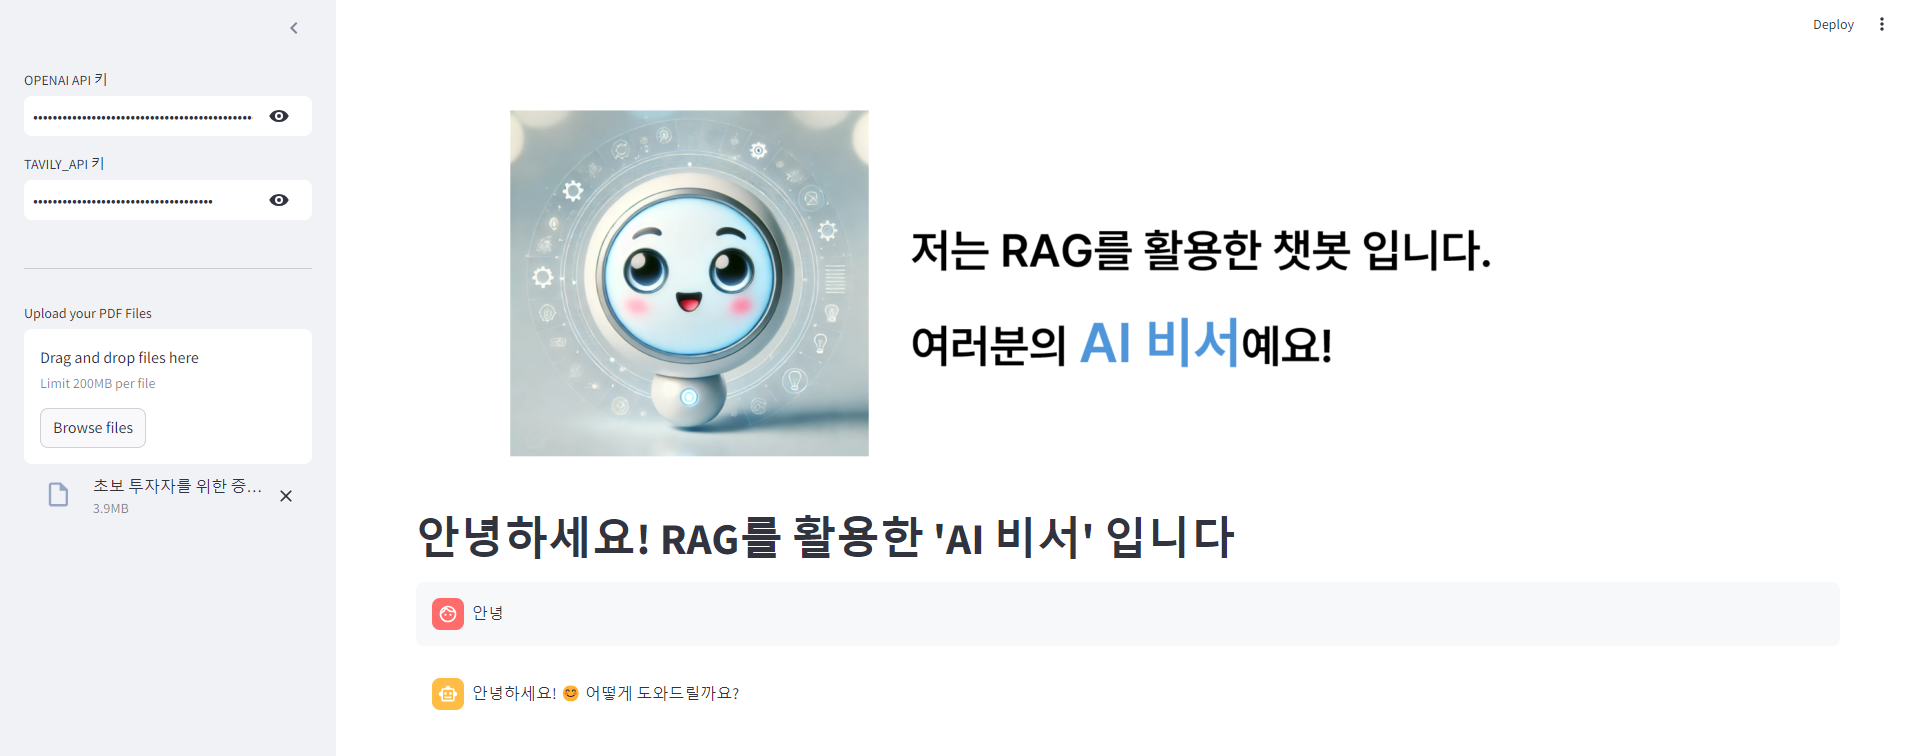 Deploy
OPENAI API 키
••••••••••••••••••••••••••••••••••••••••••••
TAVILY_API 키
•••••••••••••••••••••••••••••••••••••
Upload your PDF Files
Drag and drop files here
Limit 200MB per file
Browse files
초보 투자자를 위한 증...
3.9MB
저는 RAG를 활용한 챗봇 입니다.
여러분의 AI 비서예요!
안녕하세요! RAG를 활용한 'AI 비서' 입니다
안녕
안녕하세요! 😊 어떻게 도와드릴까요?